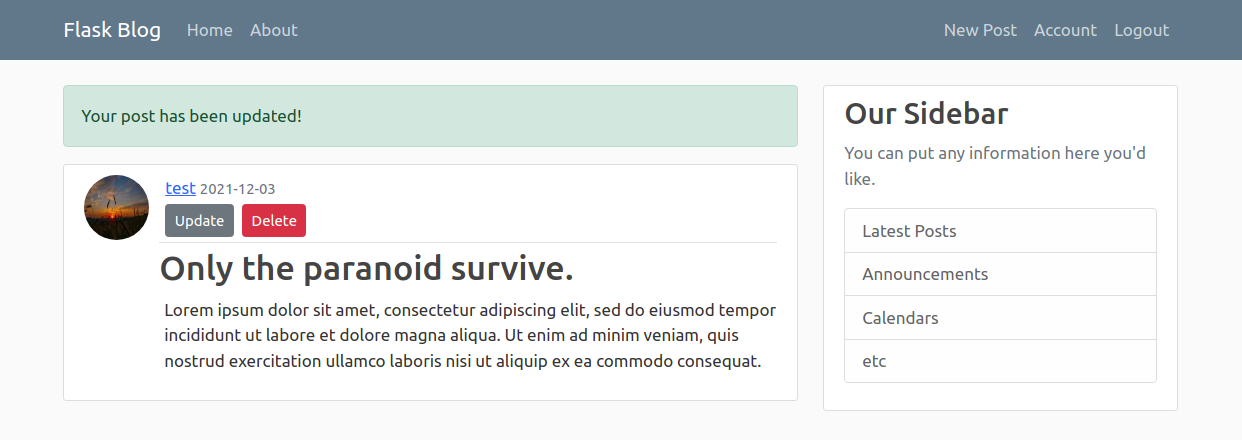 Flask Blog Home About New Post Account Logout
Your post has been updated!
test 2021-12-03
Update Delete
Only the paranoid survive.
Lorem ipsum dolor sit amet, consectetur adipiscing elit, sed do eiusmod tempor
incididunt ut labore et dolore magna aliqua. Ut enim ad minim veniam, quis
nostrud exercitation ullamco laboris nisi ut aliquip ex ea commodo consequat.
Our Sidebar
You can put any information here you'd
like.
Latest Posts
Announcements
Calendars
etc